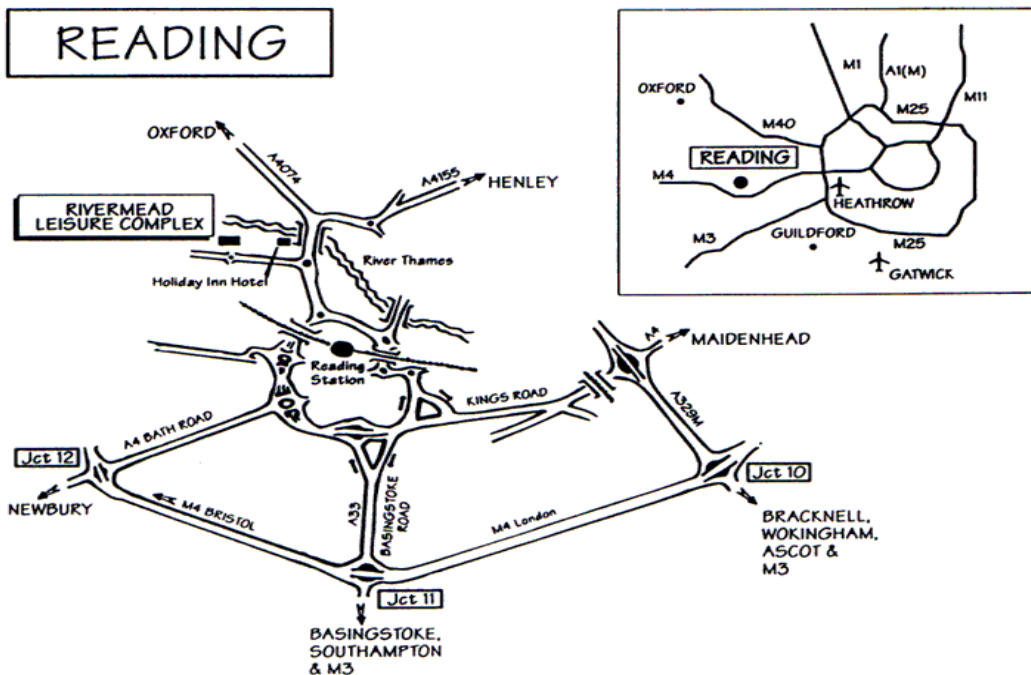 READING
OXFORD
A4074
A4155
HENLEY
RIVERMEAD
LEISURE COMPLEX
River Thames
Holiday Inn Hotel
Reading
Station
A4
MAIDENHEAD
KINGS ROAD
A329M
A4 BATH ROAD
Jct 12
NEWBURY
M4 BRISTOL
A33
BASINGSTOKE
ROAD
M4 London
Jct 10
BRACKNELL,
WOKINGHAM,
ASCOT &
M3
Jct 11
BASINGSTOKE,
SOUTHAMPTON
& M3
M1
A1(M)
M11
OXFORD
M25
M40
READING
M4
HEATHROW
GUILDFORD
M3
M25
GATWICK